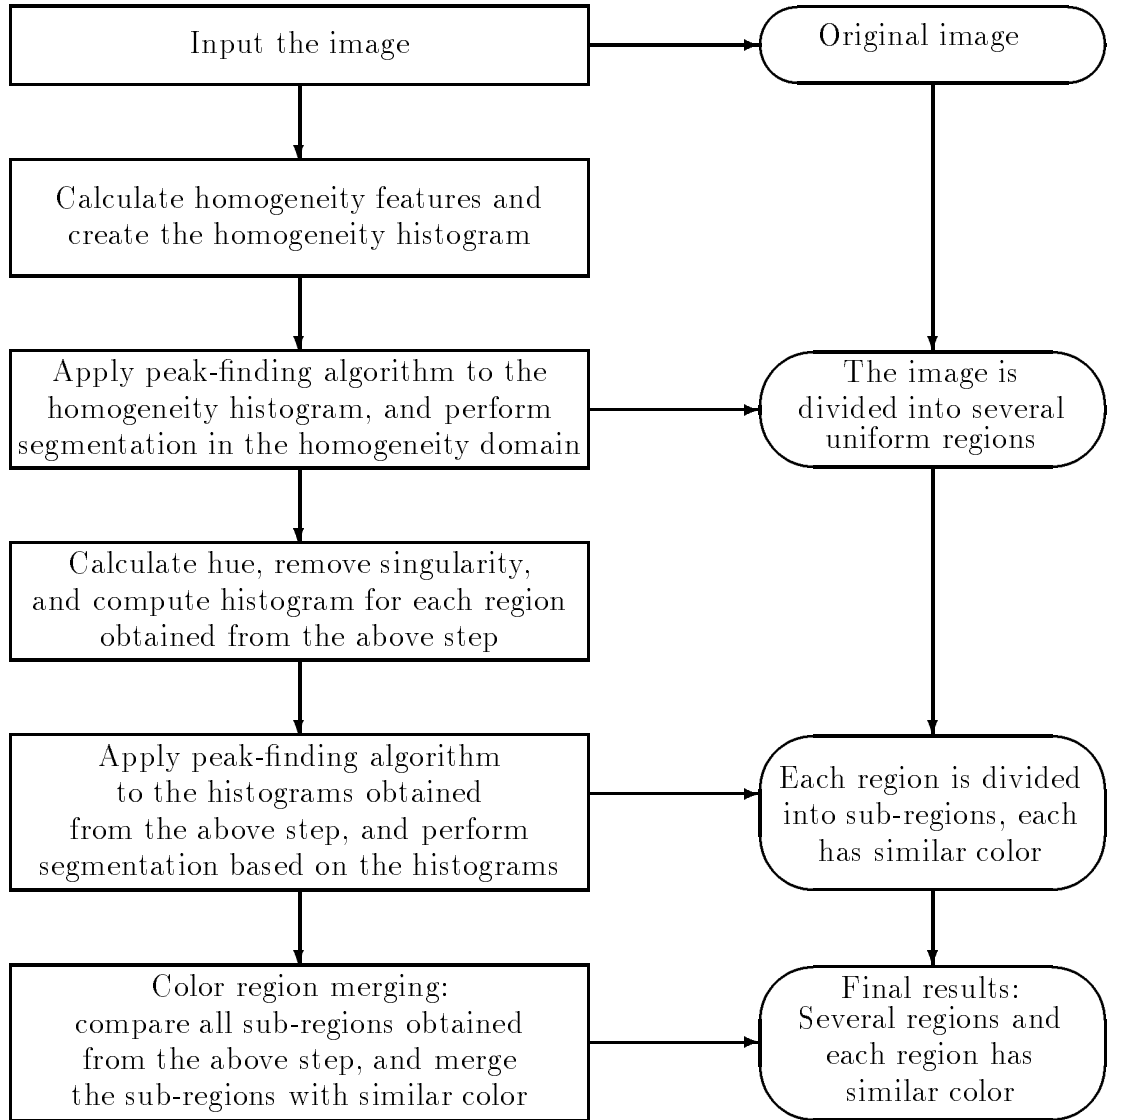 Input the image
Original image
Calculate homogeneity features and
create the homogeneity histogram
Apply peak-finding algorithm to the
homogeneity histogram, and perform
segmentation in the homogeneity domain
The image is
divided into several
uniform regions
Calculate hue, remove singularity,
and compute histogram for each region
obtained from the above step
Apply peak-finding algorithm
to the histograms obtained
from the above step, and perform
segmentation based on the histograms
Each region is divided
into sub-regions, each
has similar color
Color region merging:
compare all sub-regions obtained
from the above step, and merge
the sub-regions with similar color
Final results:
Several regions and
each region has
similar color